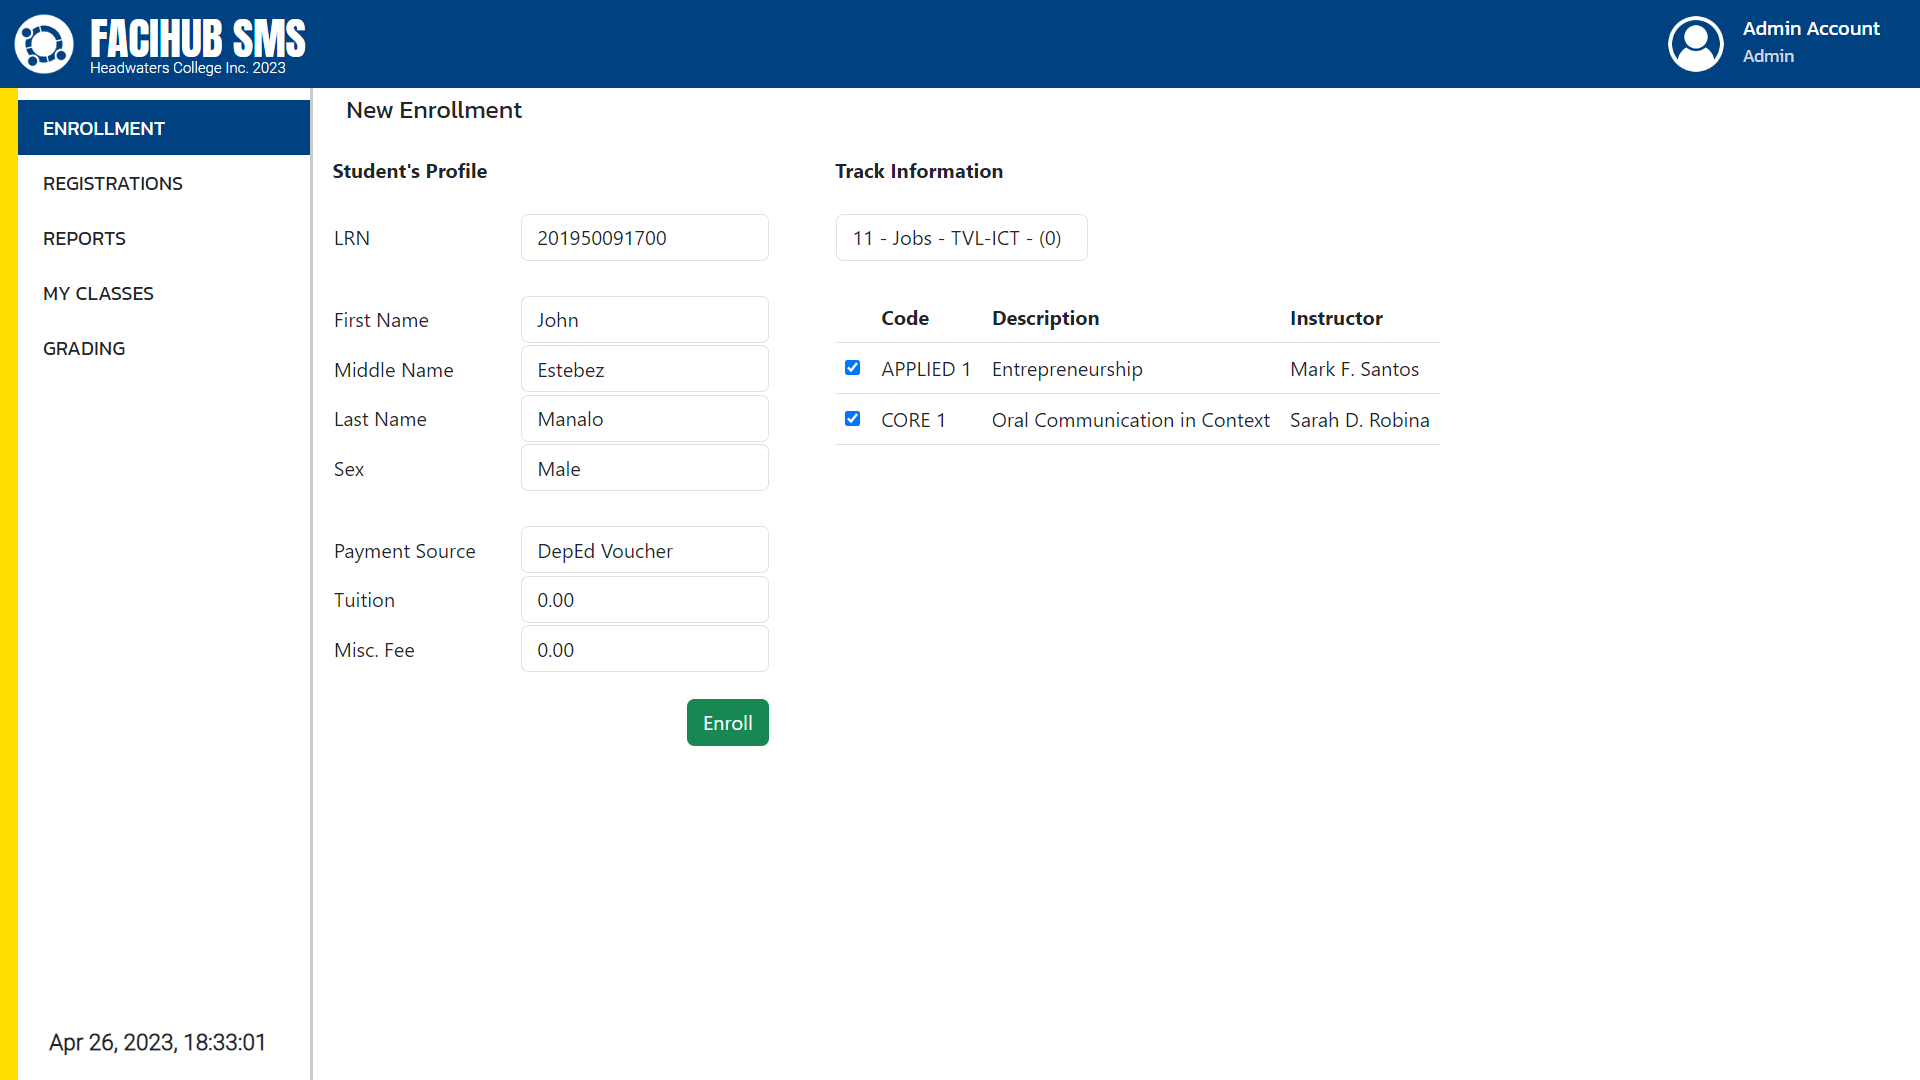 FACIHUB SMS
Headwaters College Inc. 2023
Admin Account
Admin
ENROLLMENT
REGISTRATIONS
REPORTS
MY CLASSES
GRADING
Apr 26, 2023, 18:33:01
New Enrollment
Student's Profile
LRN 201950091700
First Name John
Middle Name Estebez
Last Name Manalo
Sex Male
Payment Source DepEd Voucher
Tuition 0.00
Misc. Fee 0.00
Enroll
Track Information
11 - Jobs - TVL-ICT - (0)
Code Description Instructor
APPLIED 1 Entrepreneurship Mark F. Santos
CORE 1 Oral Communication in Context Sarah D. Robina